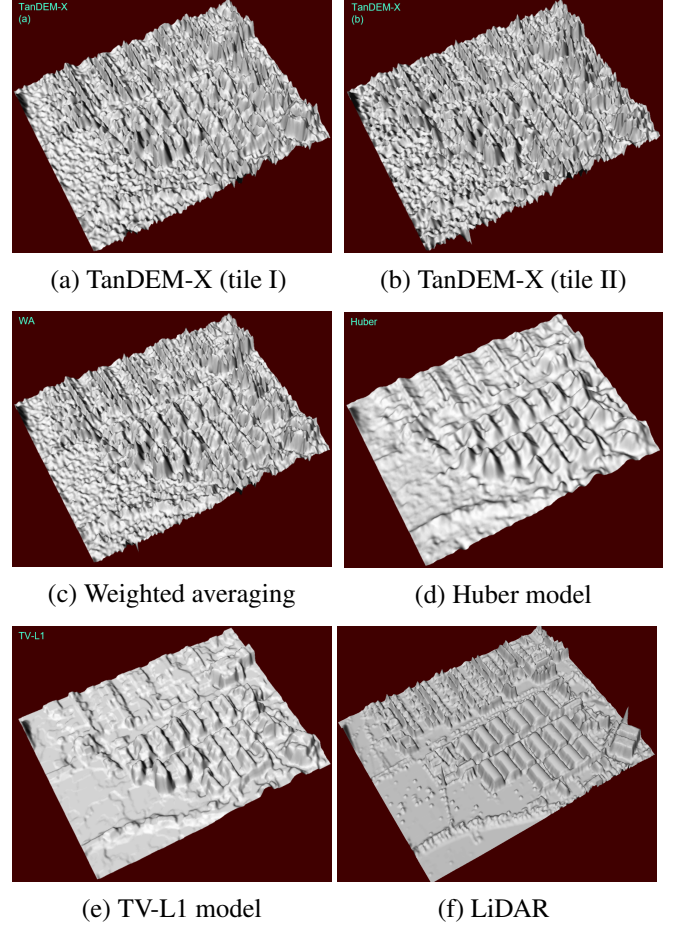 TanDEM-X
(a)
TanDEM-X
(b)
(a) TanDEM-X (tile I)
(b) TanDEM-X (tile II)
WA
Huber
(c) Weighted averaging
(d) Huber model
TV-L1
(e) TV-L1 model
(f) LiDAR